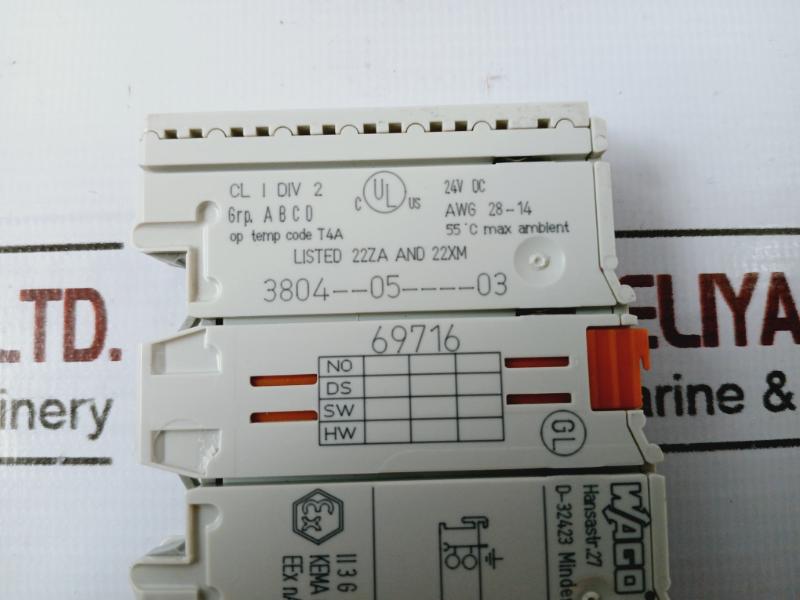 CL I DIV 2
Grp. A B C D
op temp code T4A
C UL US
24V DC
AWG 28-14
55°C max ambient
LISTED 22ZA AND 22XM
3804--05----03
69716
NO
DS
SW
HW
GL
LTD.
ELIYA
inery
arine &
Ex
II 3 G
KEMA
EEx nA
WAGO
Hansastr.27
D-32423 Minden